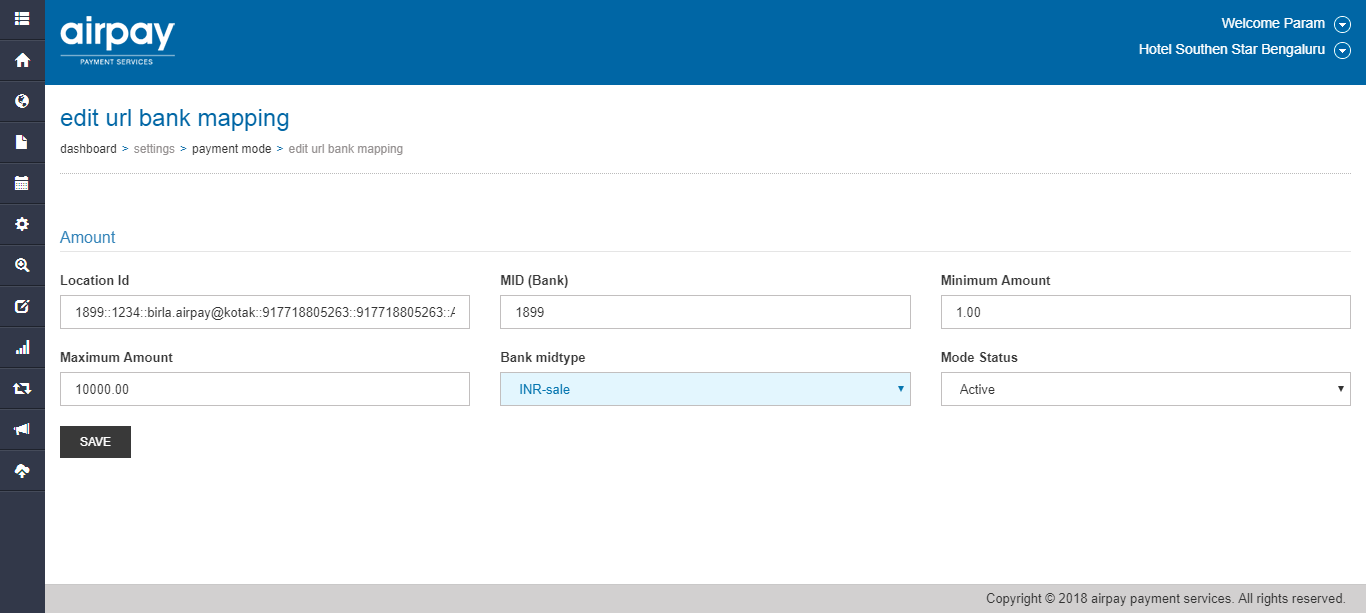 airpay
PAYMENT SERVICES
Welcome Param
Hotel Southen Star Bengaluru
edit url bank mapping
dashboard > settings > payment mode > edit url bank mapping
Amount
Location Id MID (Bank) Minimum Amount
1899::1234::birla.airpay@kotak::917718805263::917718805263::A 1899 1.00
Maximum Amount Bank midtype Mode Status
10000.00 INR-sale Active
SAVE
Copyright © 2018 airpay payment services. All rights reserved.